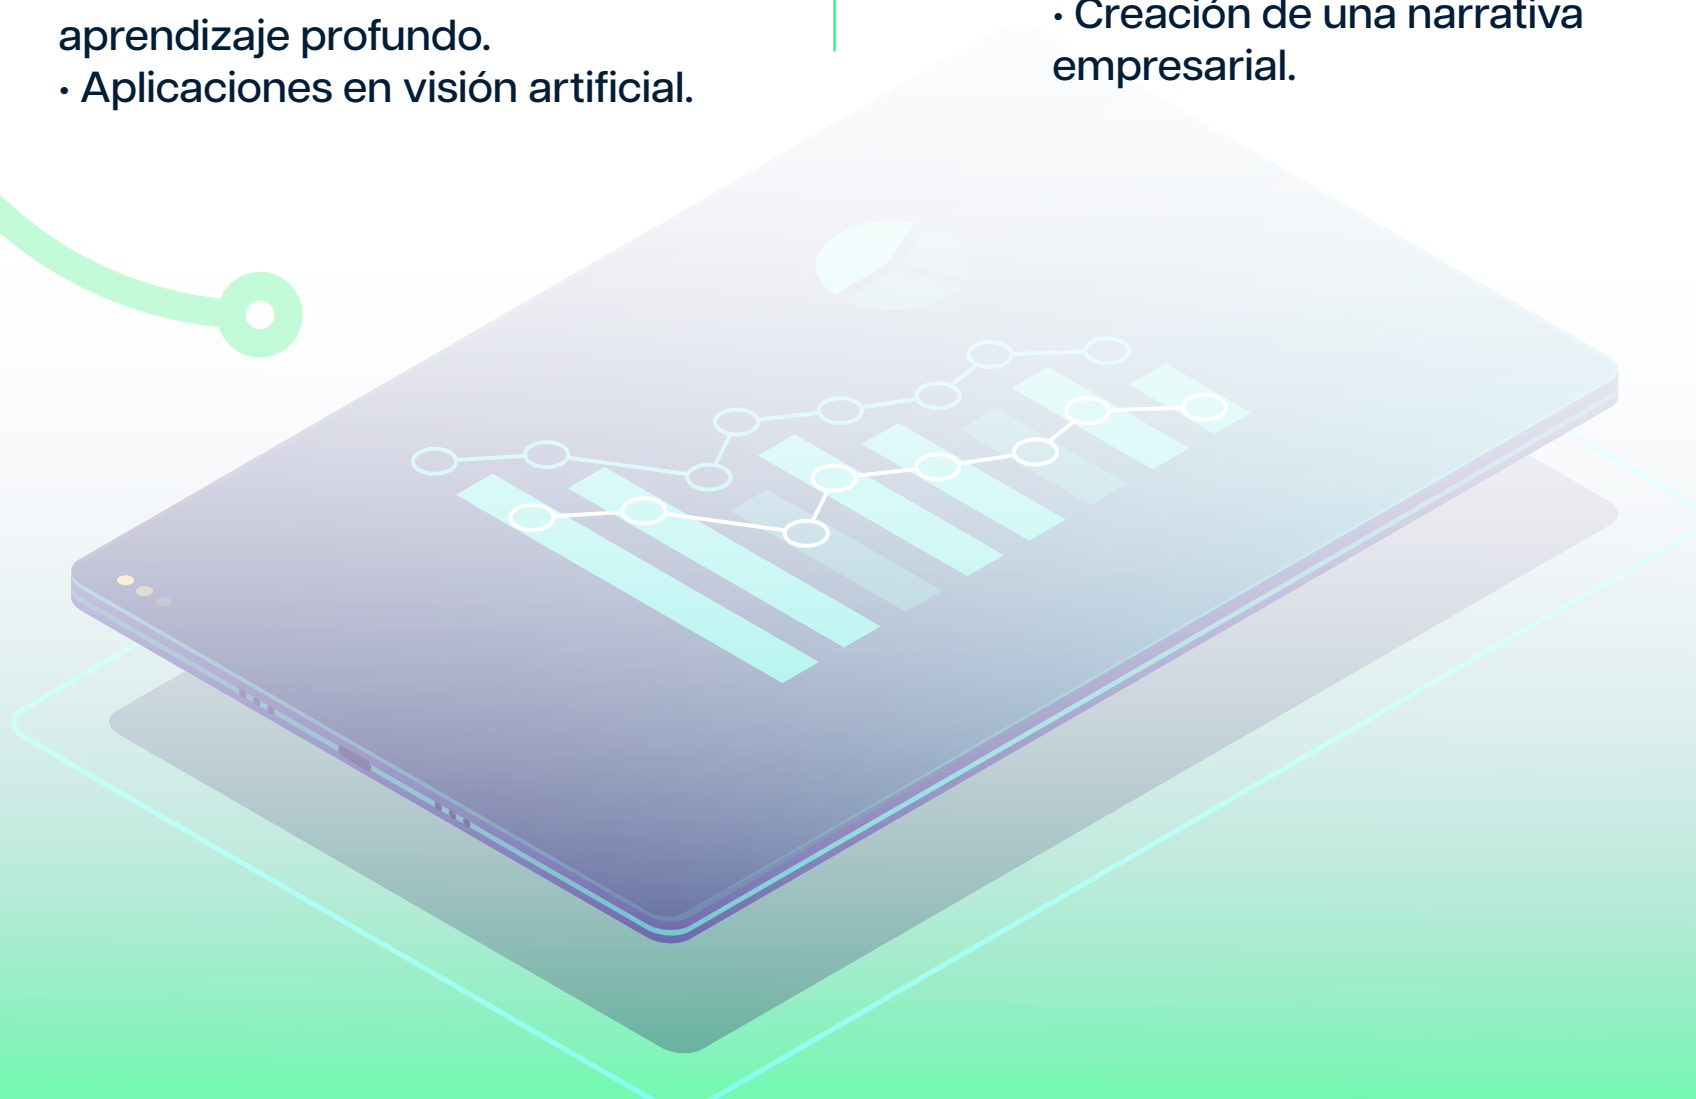 aprendizaje profundo.
· Aplicaciones en visión artificial.
· Creación de una narrativa
empresarial.